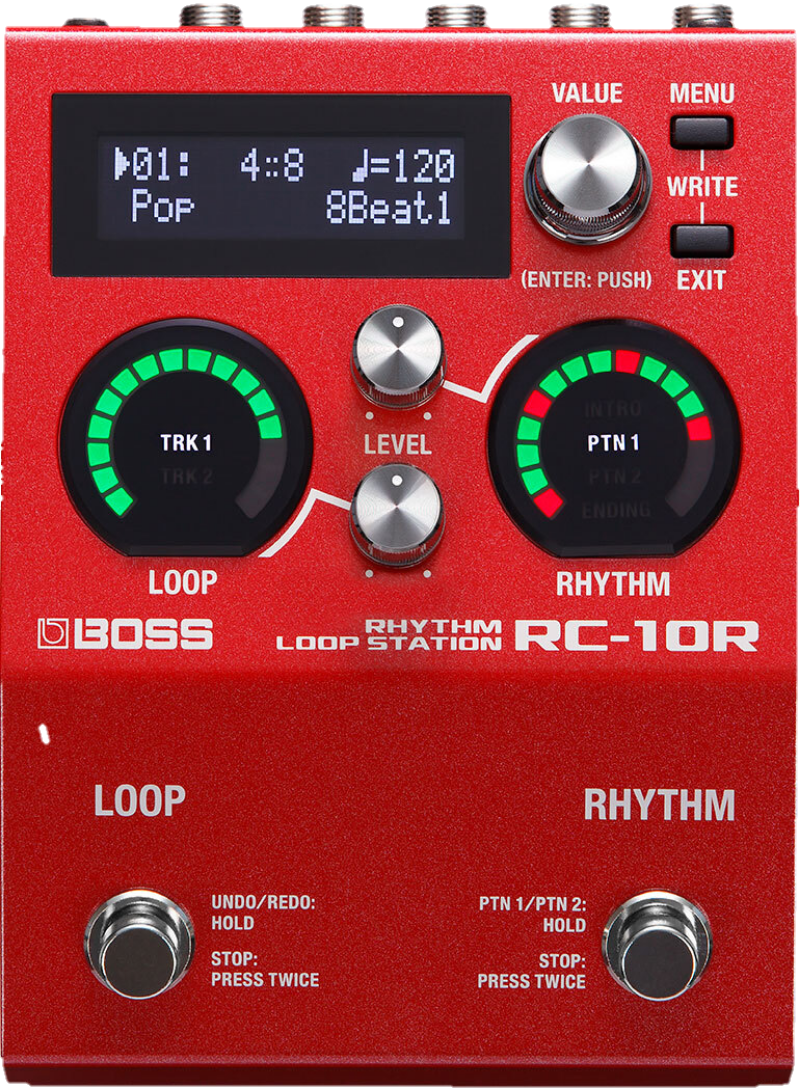 VALUE MENU
01: 4::8 ♩=120
Pop 8Beat1
WRITE
(ENTER: PUSH) EXIT
INTRO
TRK 1 LEVEL PTN 1
TRK 2 PTN 2
ENDING
LOOP RHYTHM
BOSS RHYTHM
LOOP STATION RC-10R
LOOP RHYTHM
UNDO/REDO:
HOLD
STOP:
PRESS TWICE
PTN 1/PTN 2:
HOLD
STOP:
PRESS TWICE